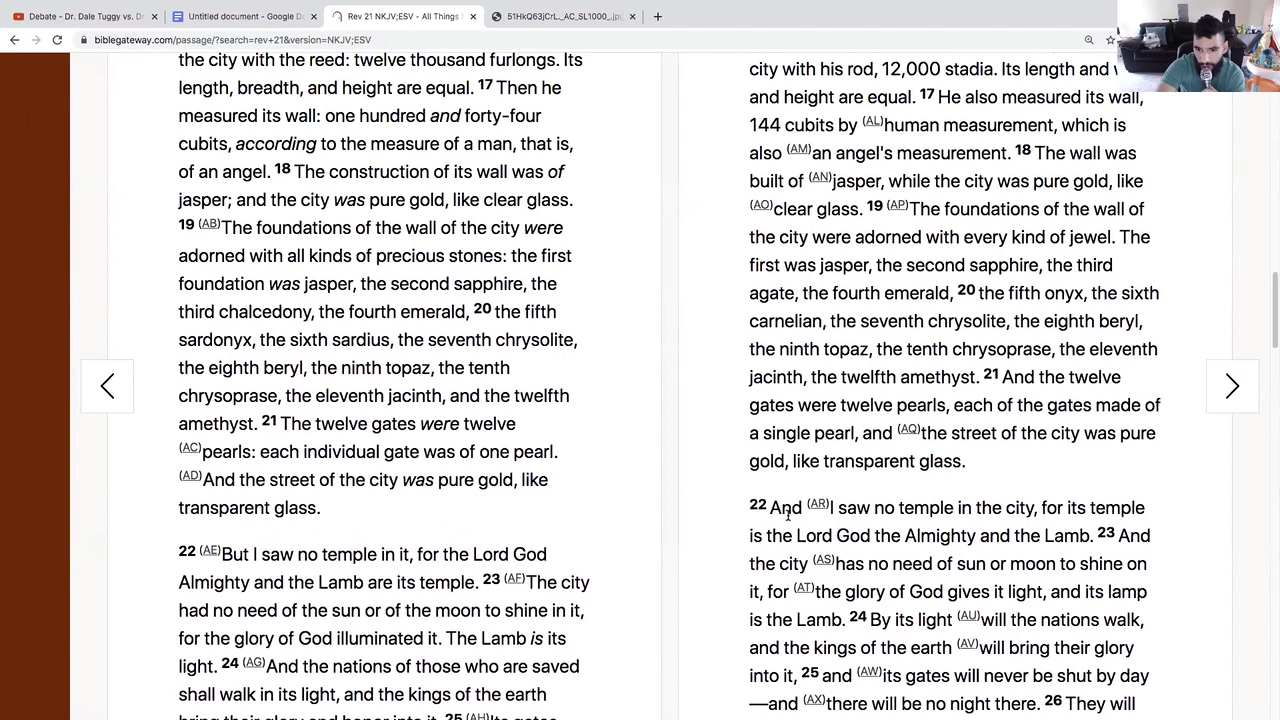 Debate - Dr. Dale Tuggy vs. D
Untitled document - Google D
Rev 21 NKJV;ESV - All Things
51HkQ63jCrL._AC_SL1000_.jp
biblegateway.com/passage/?search=rev+21&version=NKJV;ESV
the city with the reed: twelve thousand furlongs. Its
length, breadth, and height are equal. 17 Then he
measured its wall: one hundred and forty-four
cubits, according to the measure of a man, that is,
of an angel. 18 The construction of its wall was of
jasper; and the city was pure gold, like clear glass.
19 (AB)The foundations of the wall of the city were
adorned with all kinds of precious stones: the first
foundation was jasper, the second sapphire, the
third chalcedony, the fourth emerald, 20 the fifth
sardonyx, the sixth sardius, the seventh chrysolite,
the eighth beryl, the ninth topaz, the tenth
chrysoprase, the eleventh jacinth, and the twelfth
amethyst. 21 The twelve gates were twelve
(AC)pearls: each individual gate was of one pearl.
(AD)And the street of the city was pure gold, like
transparent glass.
22 (AE)But I saw no temple in it, for the Lord God
Almighty and the Lamb are its temple. 23 (AF)The city
had no need of the sun or of the moon to shine in it,
for the glory of God illuminated it. The Lamb is its
light. 24 (AG)And the nations of those who are saved
shall walk in its light, and the kings of the earth
bring their glory and honor into it. 25 (AH)Its gates
city with his rod, 12,000 stadia. Its length and
and height are equal. 17 He also measured its wall,
144 cubits by (AL)human measurement, which is
also (AM)an angel's measurement. 18 The wall was
built of (AN)jasper, while the city was pure gold, like
(AO)clear glass. 19 (AP)The foundations of the wall of
the city were adorned with every kind of jewel. The
first was jasper, the second sapphire, the third
agate, the fourth emerald, 20 the fifth onyx, the sixth
carnelian, the seventh chrysolite, the eighth beryl,
the ninth topaz, the tenth chrysoprase, the eleventh
jacinth, the twelfth amethyst. 21 And the twelve
gates were twelve pearls, each of the gates made of
a single pearl, and (AQ)the street of the city was pure
gold, like transparent glass.
22 And (AR)I saw no temple in the city, for its temple
is the Lord God the Almighty and the Lamb. 23 And
the city (AS)has no need of sun or moon to shine on
it, for (AT)the glory of God gives it light, and its lamp
is the Lamb. 24 By its light (AU)will the nations walk,
and the kings of the earth (AV)will bring their glory
into it, 25 and (AW)its gates will never be shut by day
—and (AX)there will be no night there. 26 They will